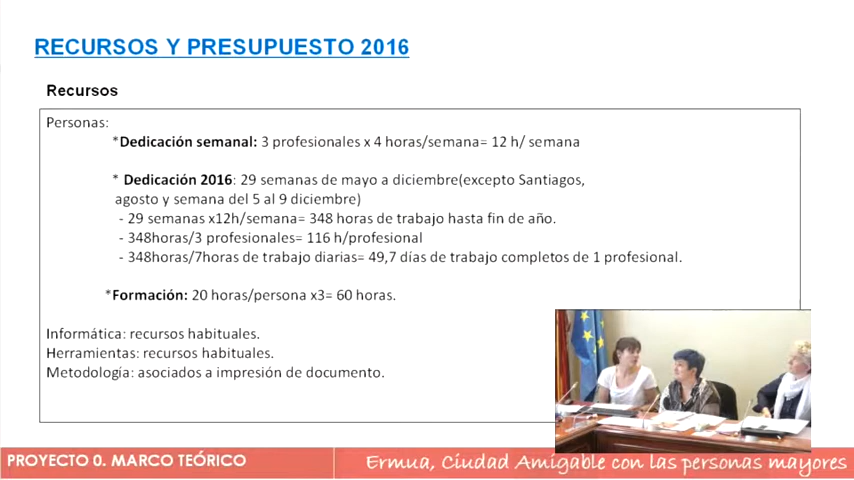 RECURSOS Y PRESUPUESTO 2016
Recursos
Personas:
*Dedicación semanal: 3 profesionales x 4 horas/semana= 12 h/ semana
* Dedicación 2016: 29 semanas de mayo a diciembre(excepto Santiagos,
agosto y semana del 5 al 9 diciembre)
- 29 semanas x12h/semana= 348 horas de trabajo hasta fin de año.
- 348horas/3 profesionales= 116 h/profesional
- 348horas/7horas de trabajo diarias= 49,7 días de trabajo completos de 1 profesional.
*Formación: 20 horas/persona x3= 60 horas.
Informática: recursos habituales.
Herramientas: recursos habituales.
Metodología: asociados a impresión de documento.
PROYECTO 0. MARCO TEÓRICO
Ermua, Ciudad Amigable con las personas mayores